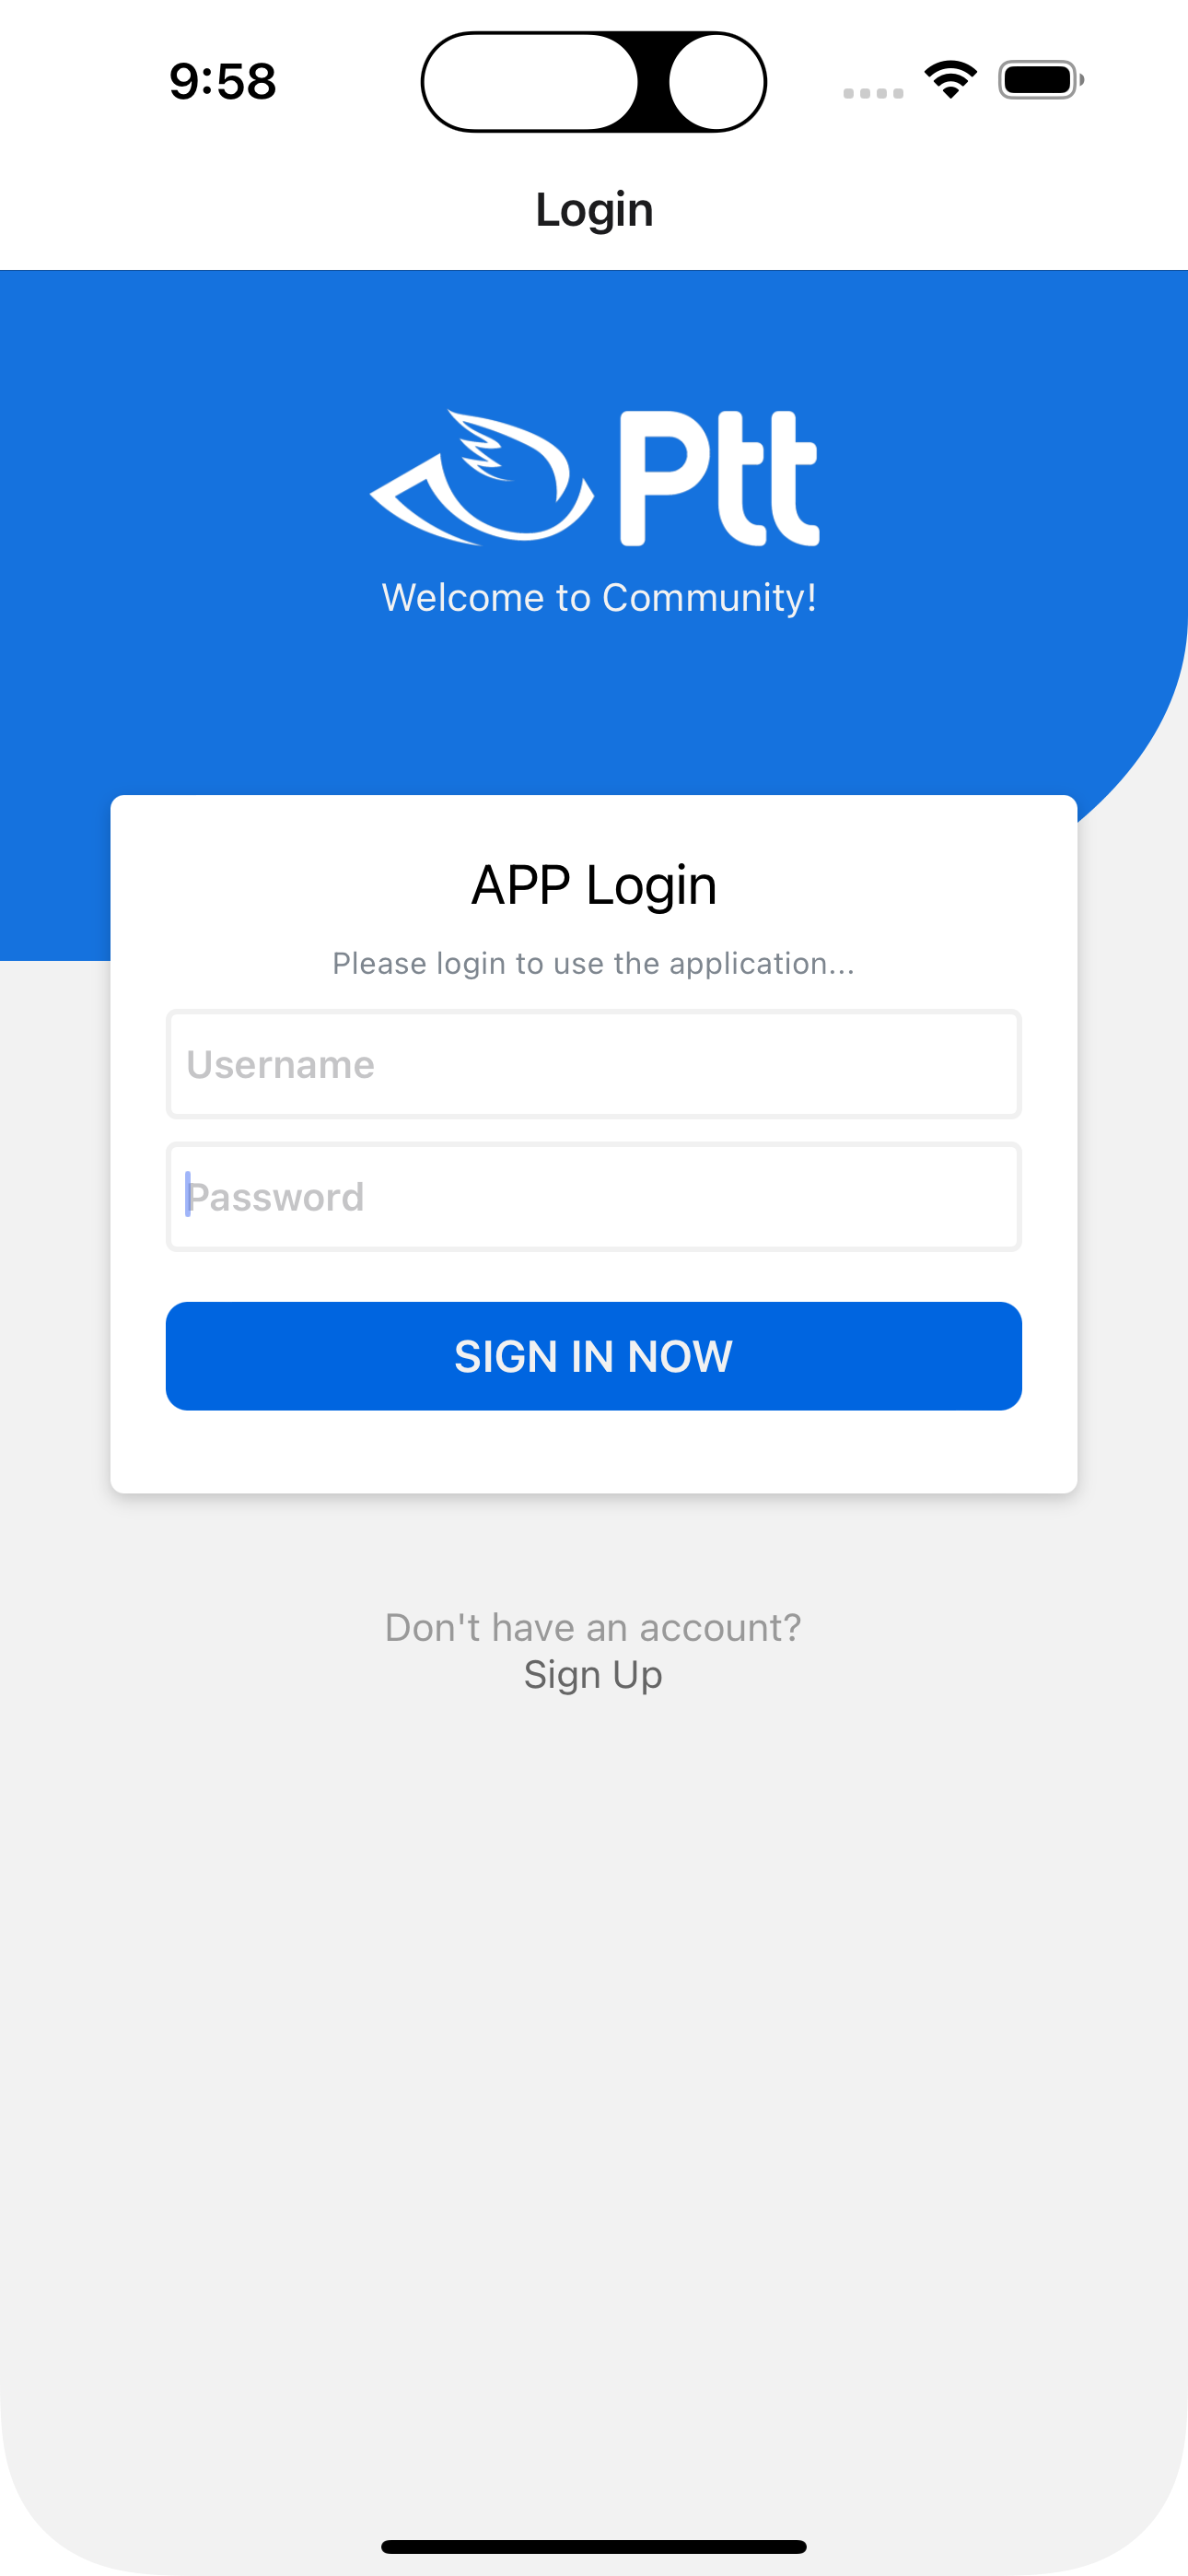 9:58
Login
Ptt
Welcome to Community!
APP Login
Please login to use the application...
Username
Password
SIGN IN NOW
Don't have an account?
Sign Up